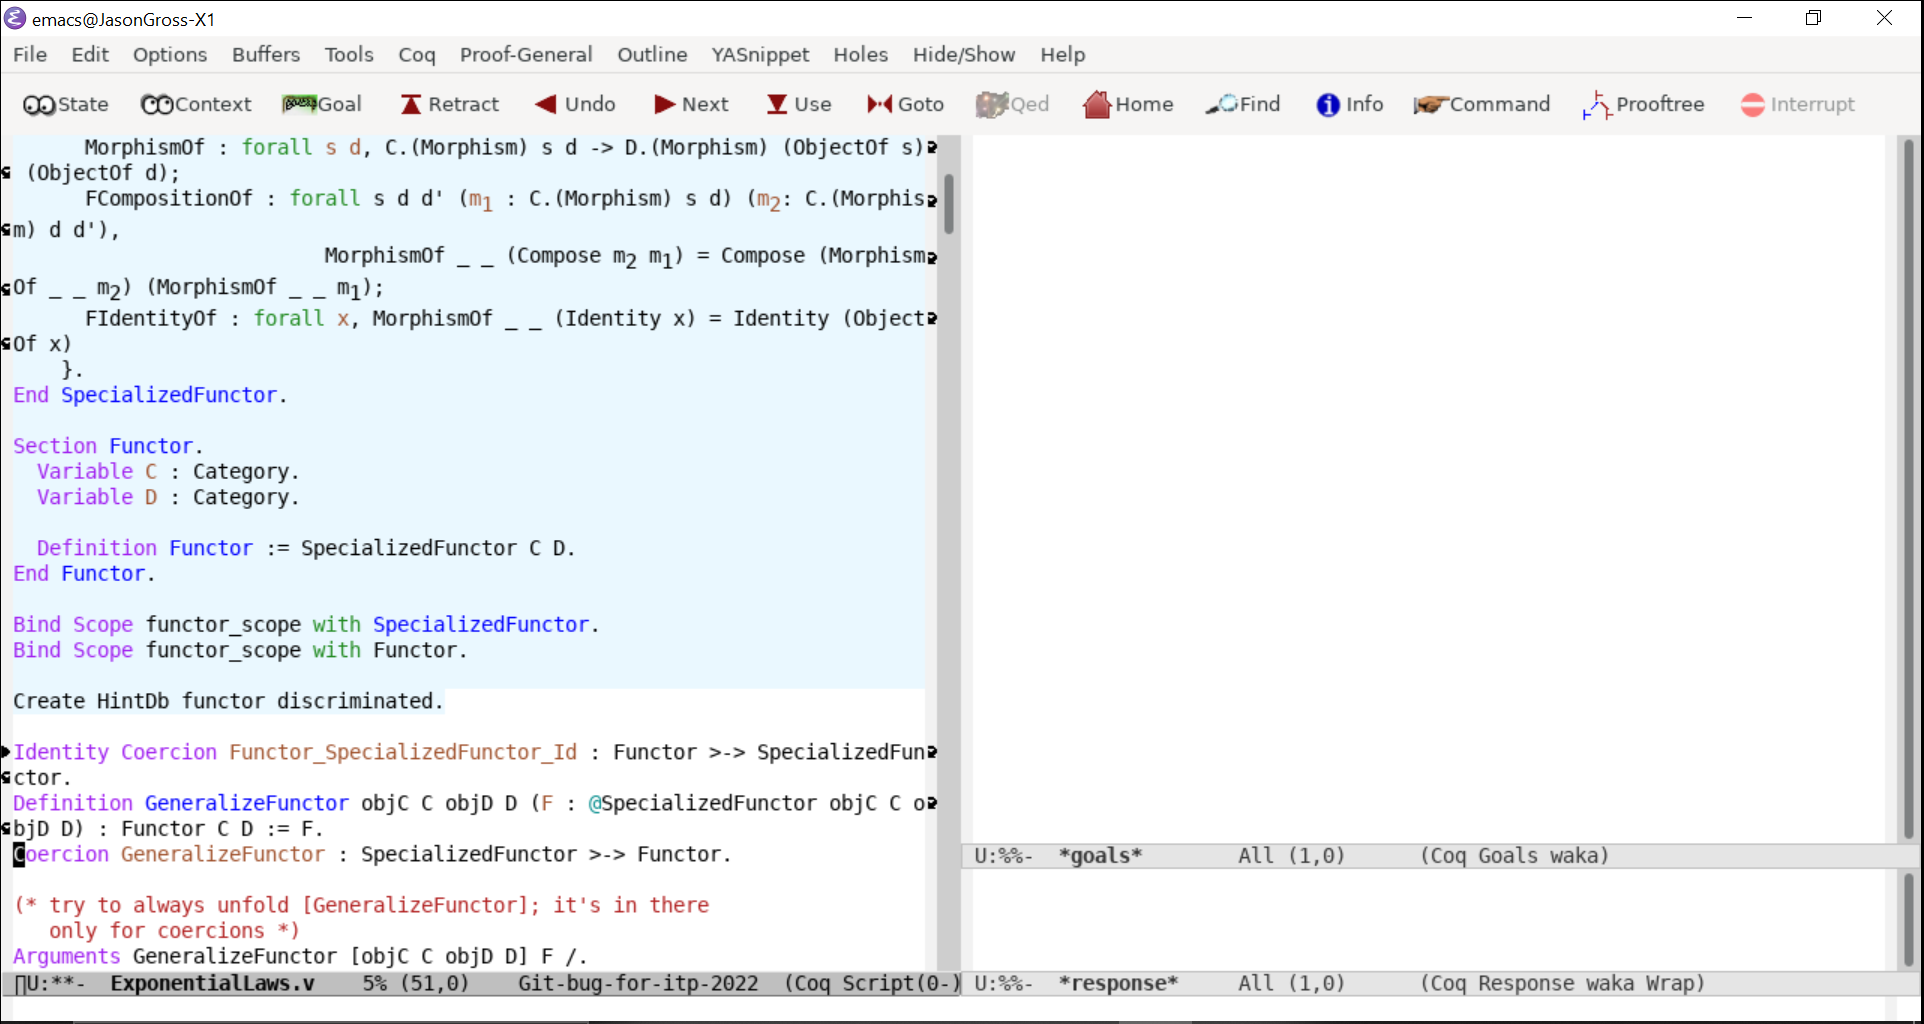 emacs@JasonGross-X1
File Edit Options Buffers Tools Coq Proof-General Outline YASnippet Holes Hide/Show Help
State Context Goal Retract Undo Next Use Goto Qed Home Find Info Command Prooftree Interrupt
MorphismOf : forall s d, C.(Morphism) s d -> D.(Morphism) (ObjectOf s)
(ObjectOf d);
FCompositionOf : forall s d d' (m1 : C.(Morphism) s d) (m2: C.(Morphis
m) d d'),
MorphismOf _ _ (Compose m2 m1) = Compose (Morphism
Of _ _ m2) (MorphismOf _ _ m1);
FIdentityOf : forall x, MorphismOf _ _ (Identity x) = Identity (Object
Of x)
}.
End SpecializedFunctor.
Section Functor.
Variable C : Category.
Variable D : Category.
Definition Functor := SpecializedFunctor C D.
End Functor.
Bind Scope functor_scope with SpecializedFunctor.
Bind Scope functor_scope with Functor.
Create HintDb functor discriminated.
Identity Coercion Functor_SpecializedFunctor_Id : Functor >-> SpecializedFun
ctor.
Definition GeneralizeFunctor objC C objD D (F : @SpecializedFunctor objC C o
bjD D) : Functor C D := F.
Coercion GeneralizeFunctor : SpecializedFunctor >-> Functor.
(* try to always unfold [GeneralizeFunctor]; it's in there
only for coercions *)
Arguments GeneralizeFunctor [objC C objD D] F /.
U:**- ExponentialLaws.v 5% (51,0) Git-bug-for-itp-2022 (Coq Script(0-)
U:%%- *goals* All (1,0) (Coq Goals waka)
U:%%- *response* All (1,0) (Coq Response waka Wrap)